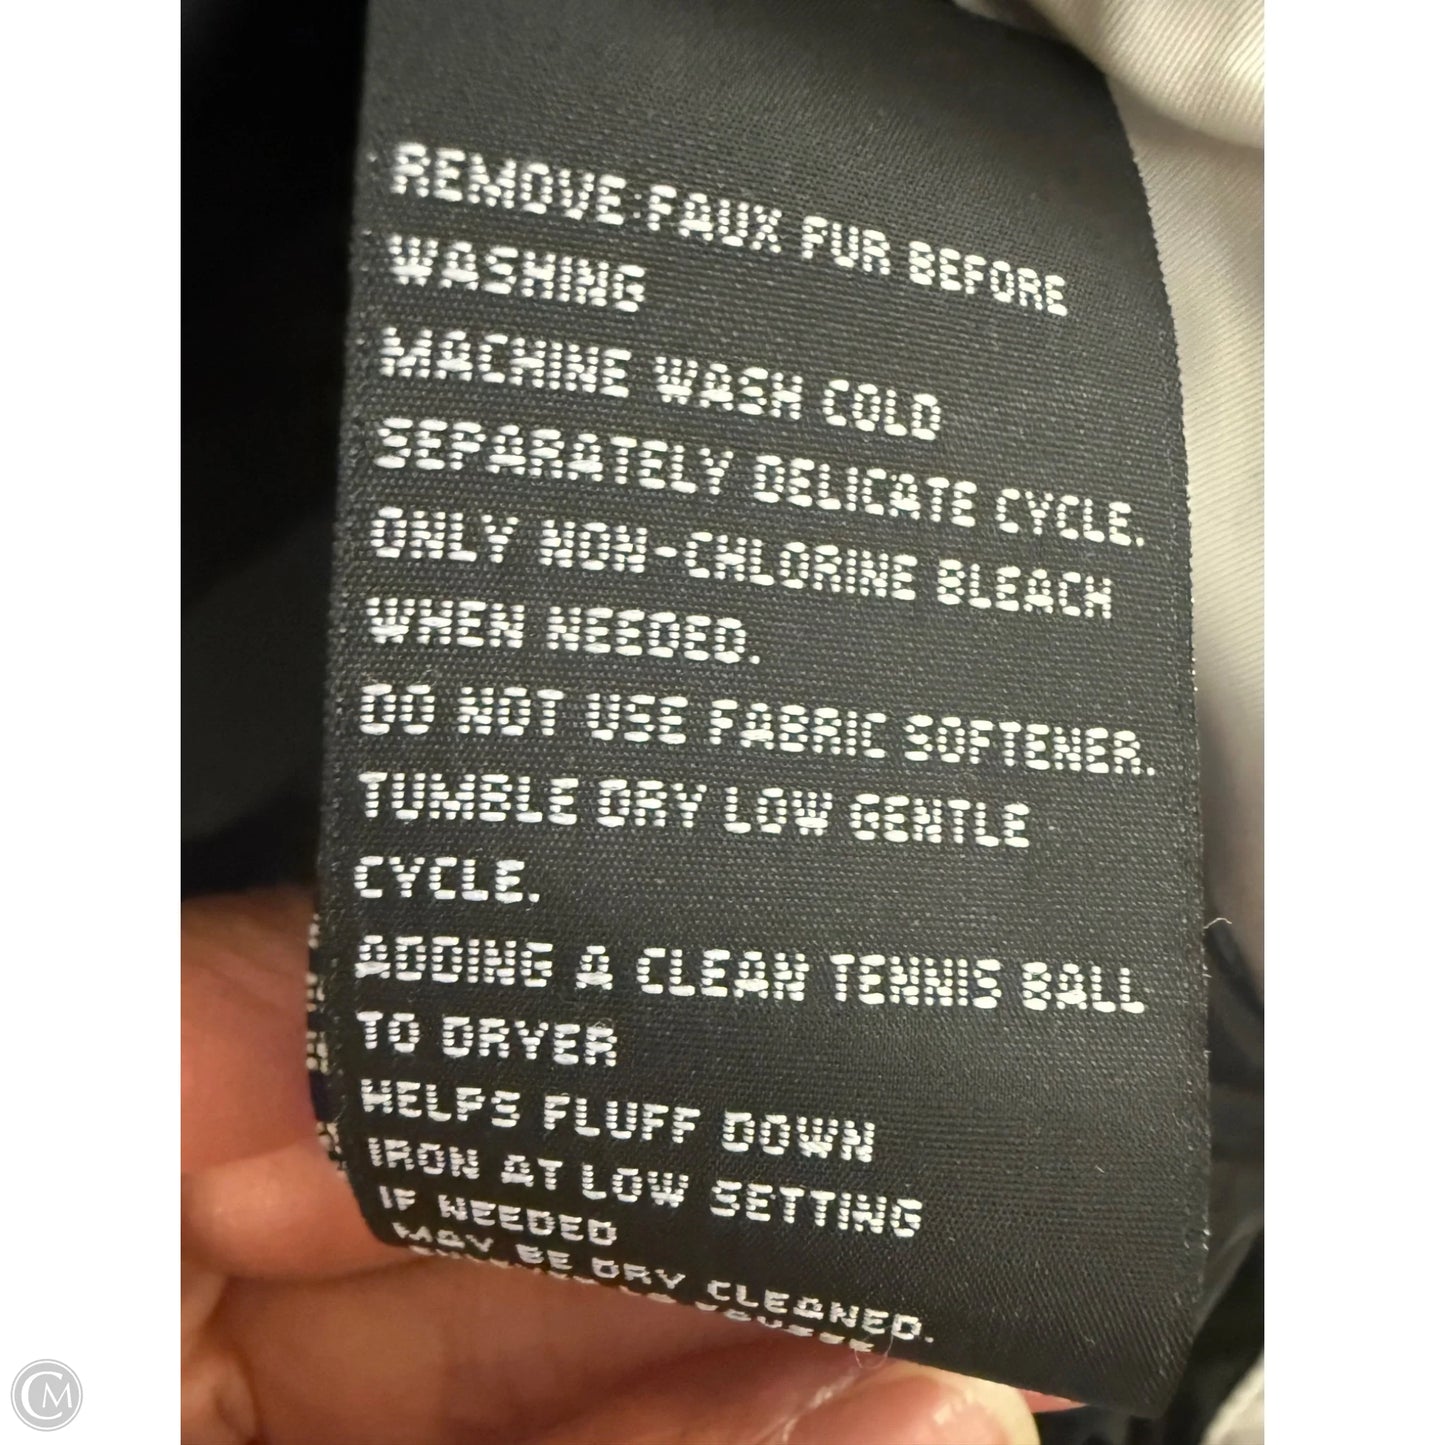 REMOVE FAUX FUR BEFORE
WASHING
MACHINE WASH COLD
SEPARATELY DELICATE CYCLE.
ONLY NON-CHLORINE BLEACH
WHEN NEEDED.
DO NOT USE FABRIC SOFTENER.
TUMBLE DRY LOW GENTLE
CYCLE.
ADDING A CLEAN TENNIS BALL
TO DRYER
HELPS FLUFF DOWN
IRON AT LOW SETTING
IF NEEDED
MAY BE DRY CLEANED.
CM